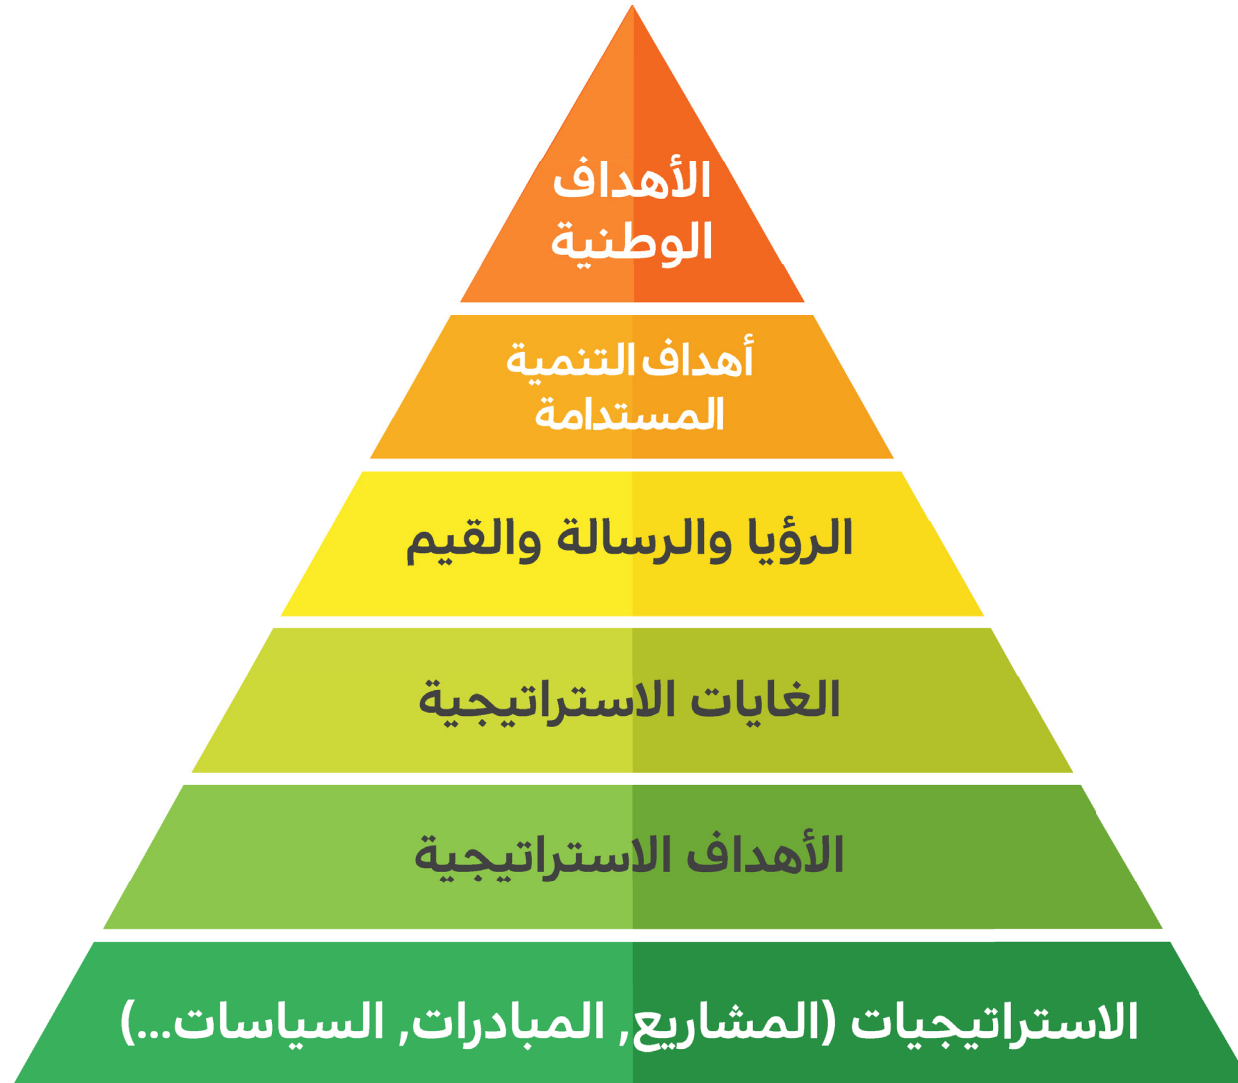 الأهداف
الوطنية
أهداف التنمية
المستدامة
الرؤيا والرسالة والقيم
الغايات الاستراتيجية
الأهداف الاستراتيجية
الاستراتيجيات (المشاريع, المبادرات, السياسات...)